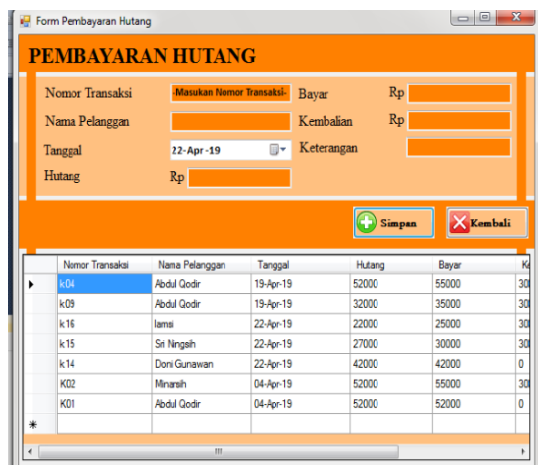 Form Pembayaran Hutang
PEMBAYARAN HUTANG
Nomor Transaksi -Masukan Nomor Transaksi- Bayar Rp
Nama Pelanggan Kembalian Rp
Tanggal 22-Apr-19 Keterangan
Hutang Rp
Simpan Kembali
Nomor Transaksi Nama Pelanggan Tanggal Hutang Bayar
k04 Abdul Qodir 19-Apr-19 52000 55000
k09 Abdul Qodir 19-Apr-19 32000 35000
k16 lamsi 22-Apr-19 22000 25000
k15 Sri Ningsih 22-Apr-19 27000 30000
k14 Doni Gunawan 22-Apr-19 42000 42000 0
K02 Minarsih 04-Apr-19 52000 55000
K01 Abdul Qodir 04-Apr-19 52000 52000 0